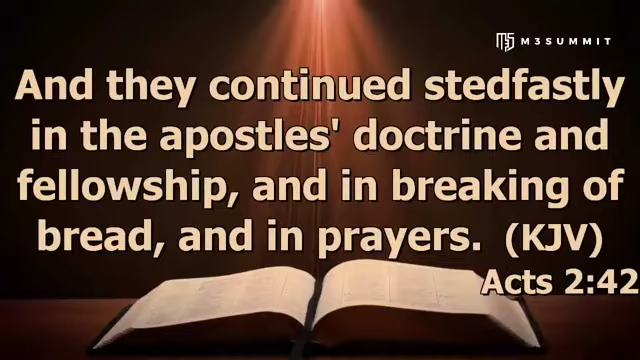 M3SUMMIT
And they continued stedfastly
in the apostles' doctrine and
fellowship, and in breaking of
bread, and in prayers. (KJV)
Acts 2:42